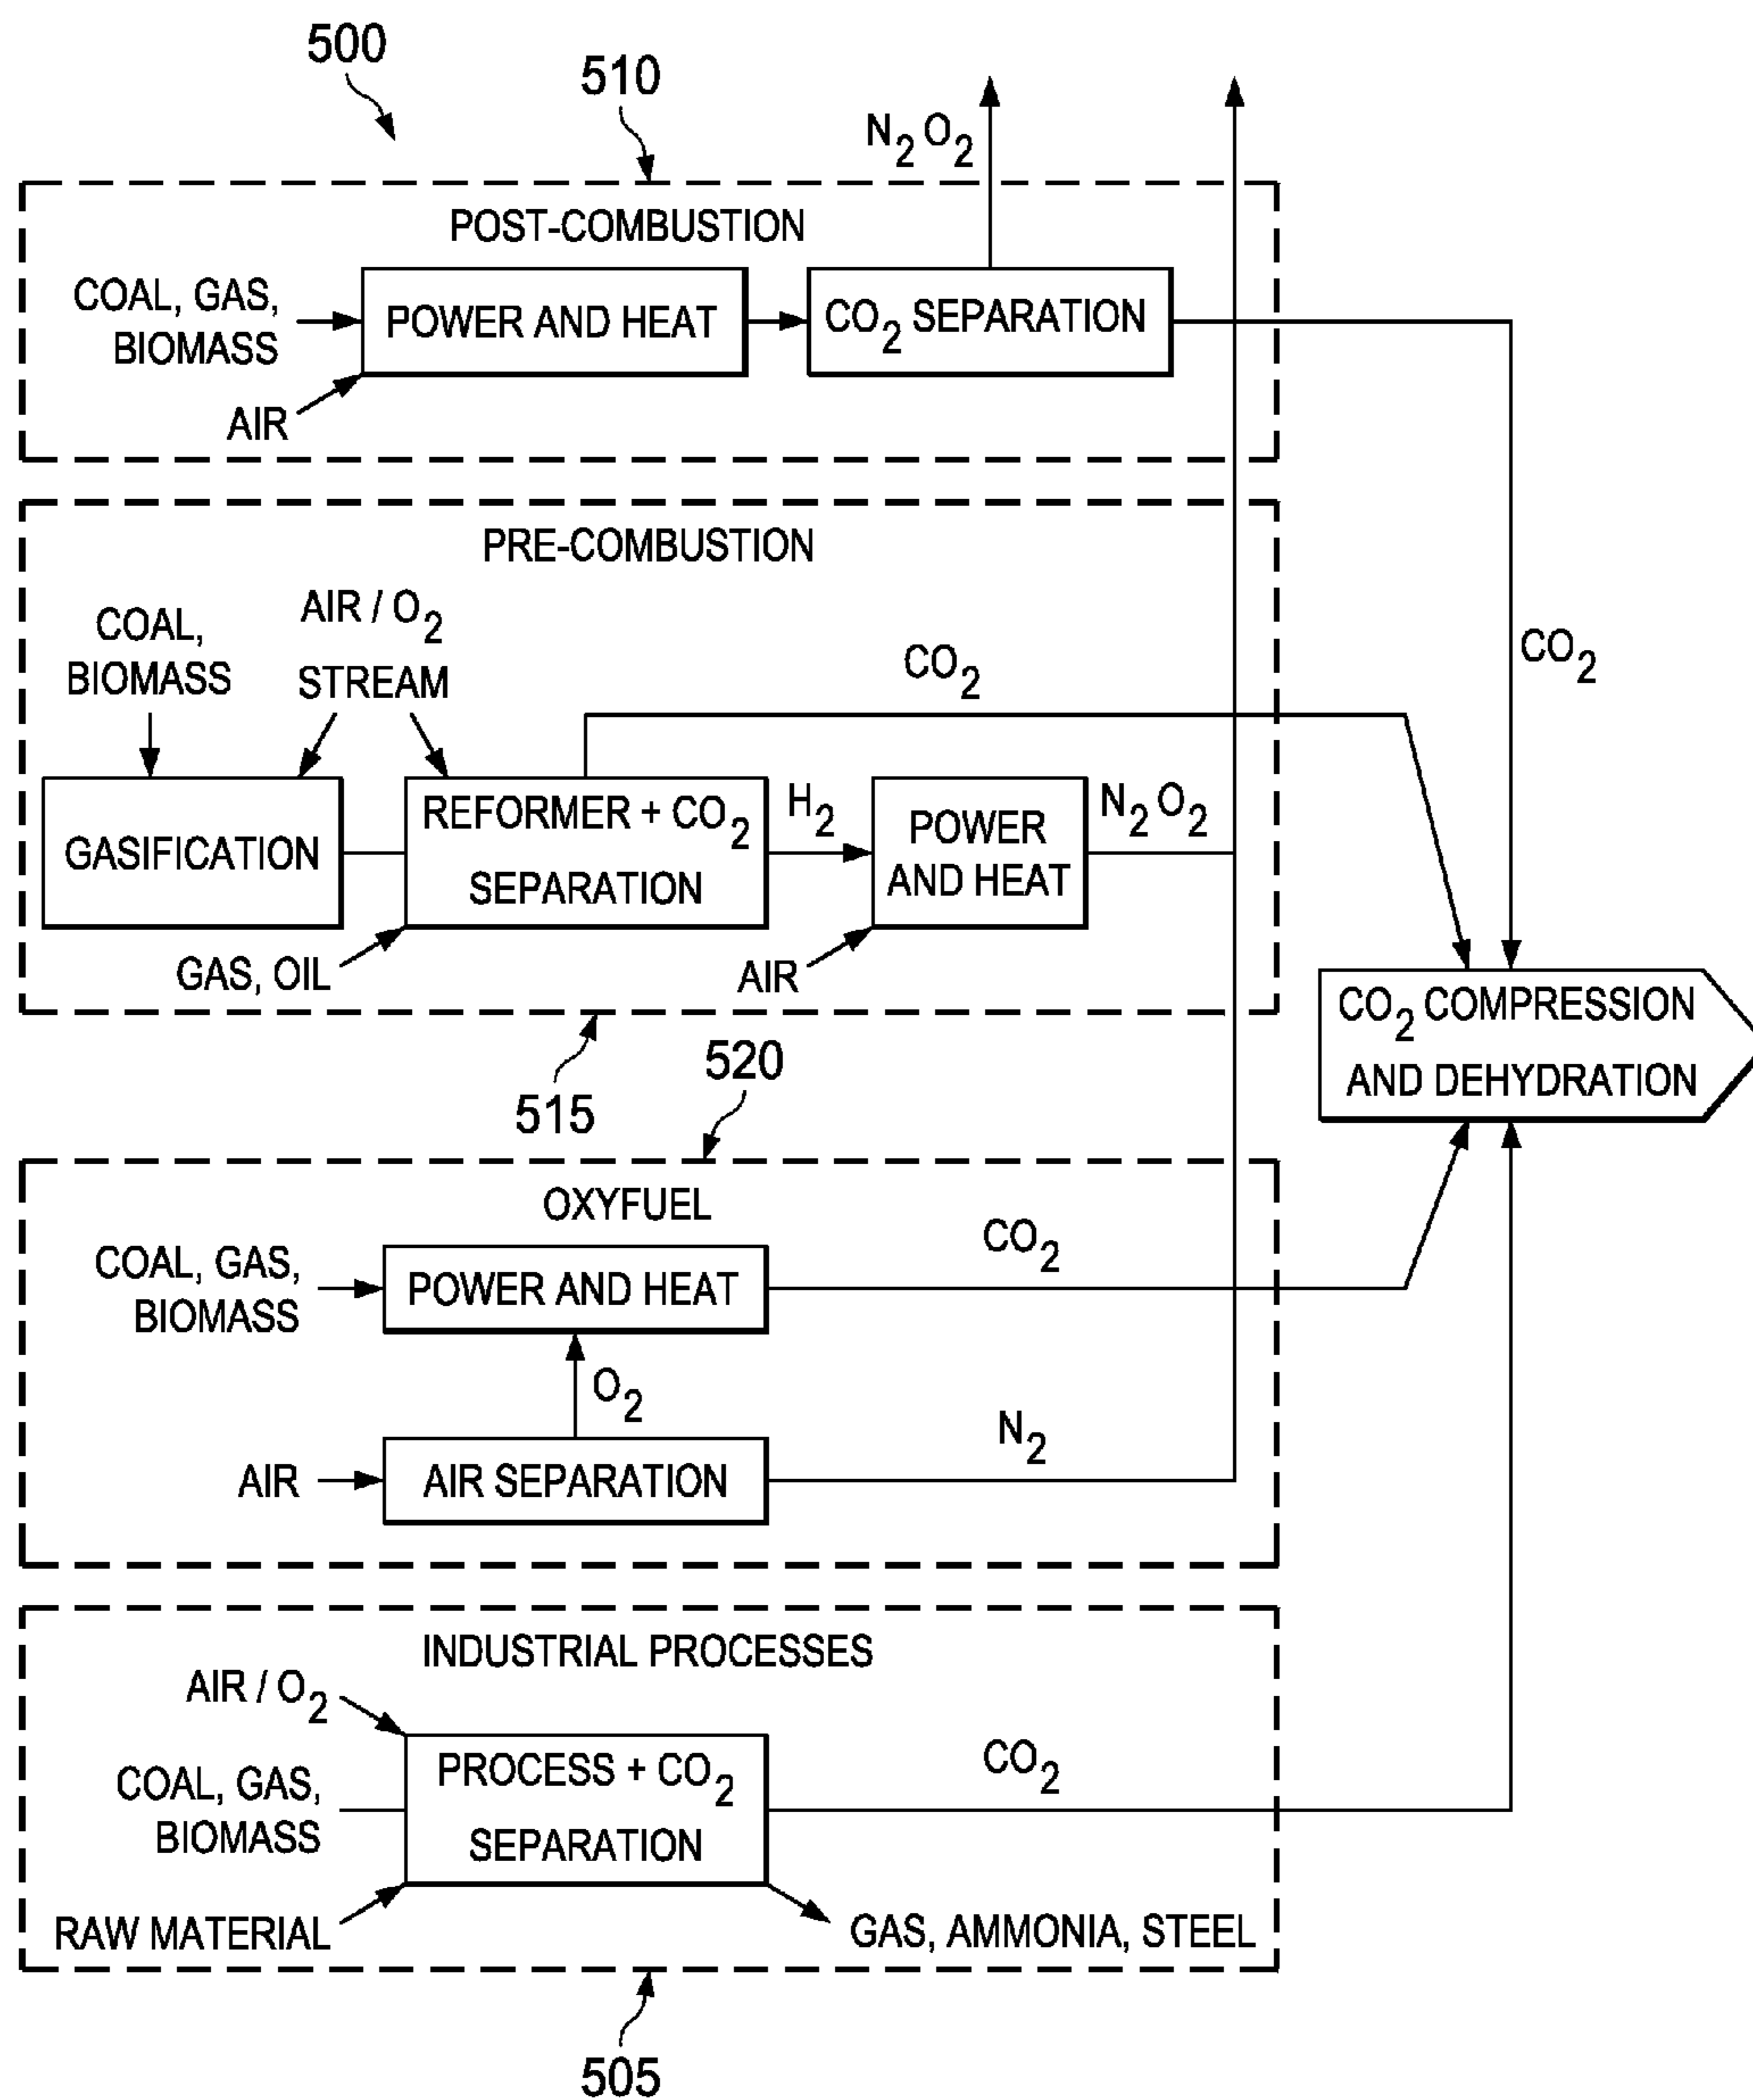 500
510
N2 O2
POST-COMBUSTION
COAL, GAS,
BIOMASS
POWER AND HEAT
CO2 SEPARATION
AIR
PRE-COMBUSTION
COAL,
BIOMASS
AIR / O2
STREAM
CO2
CO2
GASIFICATION
REFORMER + CO2
SEPARATION
H2
POWER
AND HEAT
N2 O2
GAS, OIL
AIR
CO2 COMPRESSION
AND DEHYDRATION
515
520
OXYFUEL
COAL, GAS,
BIOMASS
POWER AND HEAT
CO2
O2
AIR
AIR SEPARATION
N2
INDUSTRIAL PROCESSES
AIR / O2
COAL, GAS,
BIOMASS
PROCESS + CO2
SEPARATION
CO2
RAW MATERIAL
GAS, AMMONIA, STEEL
505